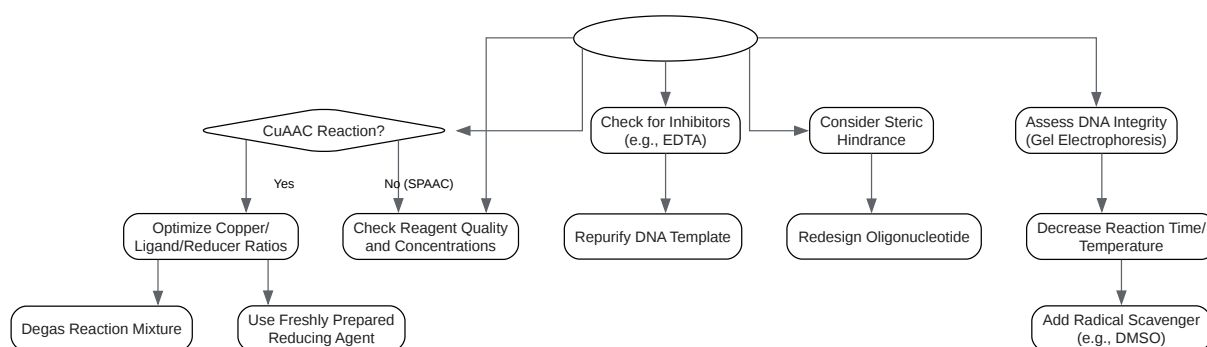 CuAAC Reaction?
Check for Inhibitors
(e.g., EDTA)
Consider Steric
Hindrance
Assess DNA Integrity
(Gel Electrophoresis)
Yes
No (SPAAC)
Optimize Copper/
Ligand/Reducer Ratios
Check Reagent Quality
and Concentrations
Repurify DNA Template
Redesign Oligonucleotide
Decrease Reaction Time/
Temperature
Degas Reaction Mixture
Use Freshly Prepared
Reducing Agent
Add Radical Scavenger
(e.g., DMSO)